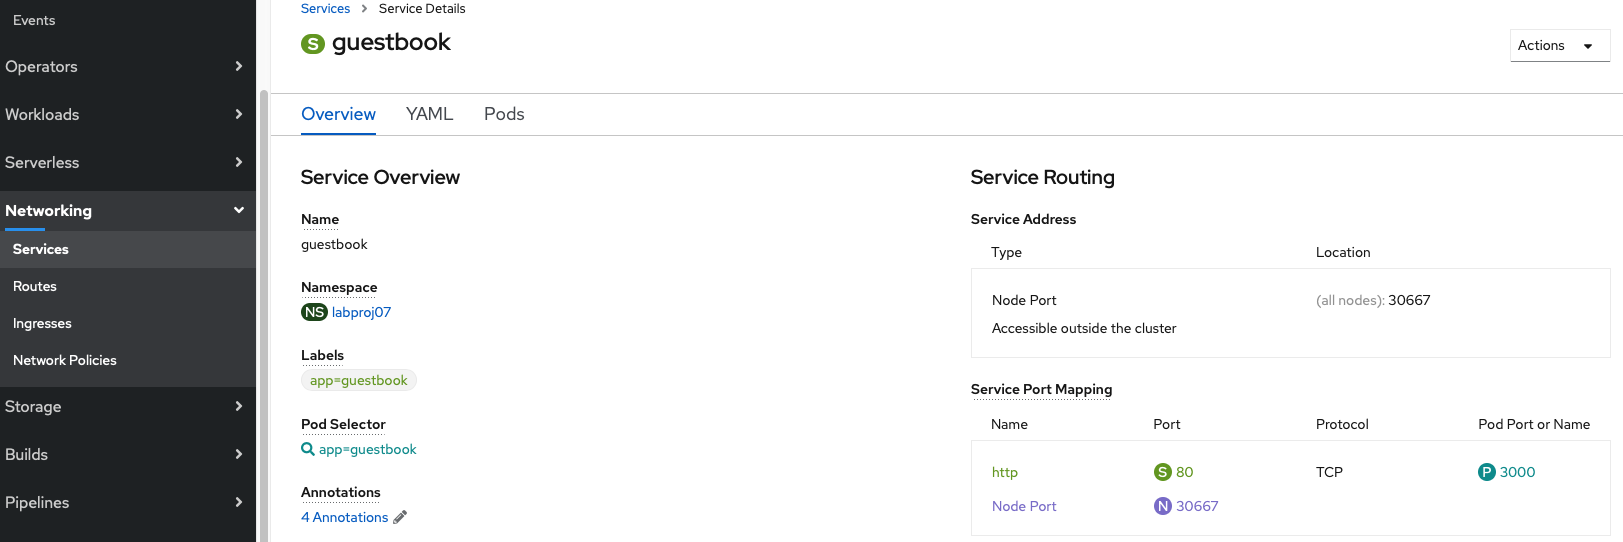 Events
Operators
Workloads
Serverless
Networking
Services
Routes
Ingresses
Network Policies
Storage
Builds
Pipelines
Services > Service Details
S guestbook
Actions
Overview YAML Pods
Service Overview
Name
guestbook
Namespace
NS labproj07
Labels
app=guestbook
Pod Selector
app=guestbook
Annotations
4 Annotations
Service Routing
Service Address
Type Location
Node Port (all nodes): 30667
Accessible outside the cluster
Service Port Mapping
Name Port Protocol Pod Port or Name
http S 80 TCP P 3000
Node Port N 30667